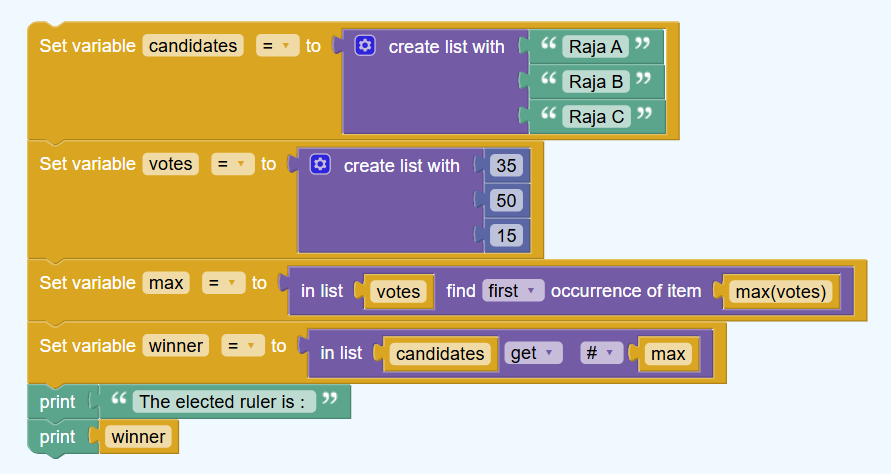 Set variable candidates = to create list with “ Raja A ”
“ Raja B ”
“ Raja C ”
Set variable votes = to create list with 35
50
15
Set variable max = to in list votes find first occurrence of item max(votes)
Set variable winner = to in list candidates get # max
print “ The elected ruler is : ”
print winner